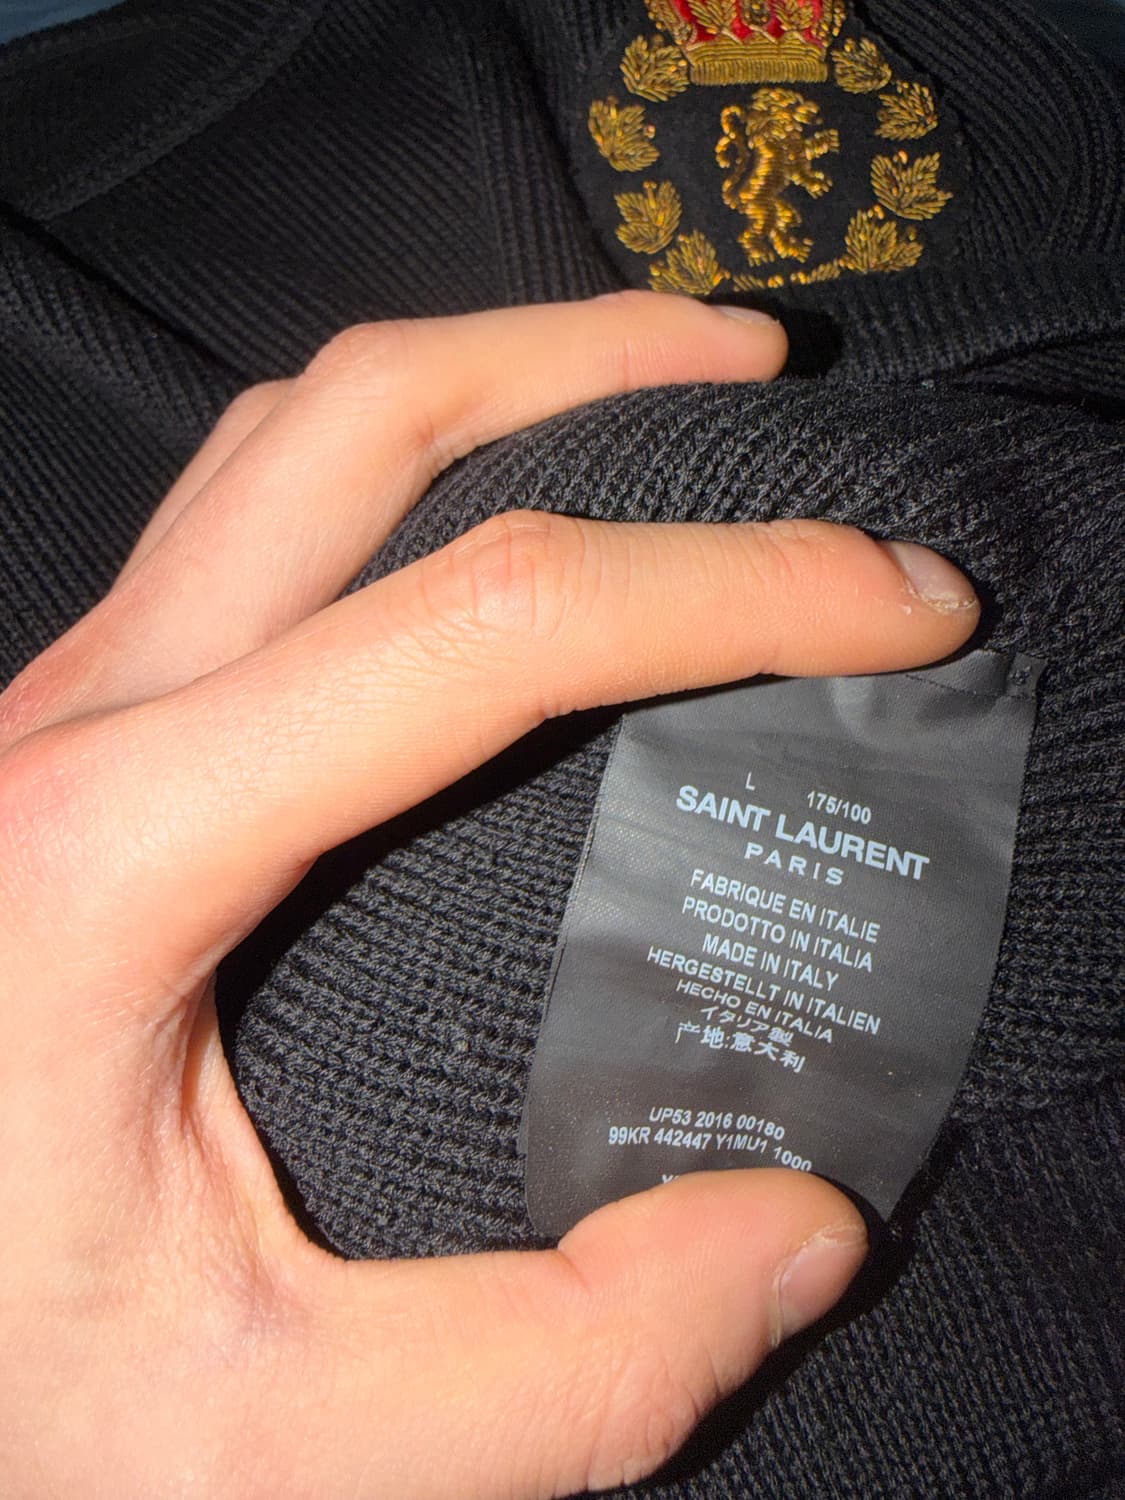 L 175/100
SAINT LAURENT
PARIS
FABRIQUE EN ITALIE
PRODOTTO IN ITALIA
MADE IN ITALY
HERGESTELLT IN ITALIEN
HECHO EN ITALIA
イタリア製
产地:意大利
UP53 2016 00180
99KR 442447 Y1MU1 1000